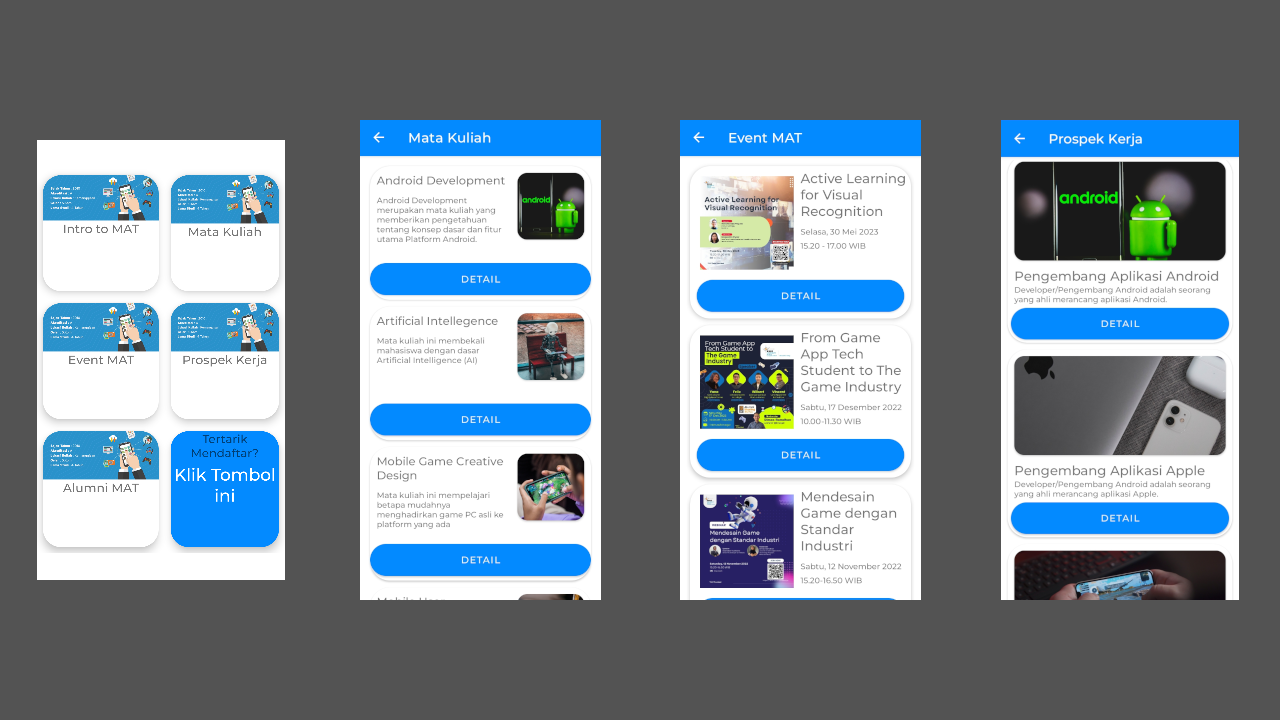 Intro to MAT
Mata Kuliah
Event MAT
Prospek Kerja
Alumni MAT
Tertarik
Mendaftar?
Klik Tombol
ini
Mata Kuliah
Android Development
Android Development
merupakan mata kuliah yang
memberikan pengetahuan
tentang konsep dasar dan fitur
utama Platform Android.
android
DETAIL
Artificial Intellegence
Mata kuliah ini membekali
mahasiswa dengan dasar
Artificial Intelligence (AI)
DETAIL
Mobile Game Creative
Design
Mata kuliah ini mempelajari
betapa mudahnya
menghadirkan game PC asli ke
platform yang ada
DETAIL
Event MAT
Active Learning for
Visual Recognition
Active Learning
for Visual
Recognition
Selasa, 30 Mei 2023
15.20 - 17.00 WIB
DETAIL
From Game App
Tech Student to
The Game
Industry
From Game
App Tech
Student to The
Game Industry
Sabtu, 17 Desember 2022
10.00-11.30 WIB
DETAIL
Mendesain Game
dengan Standar Industri
Mendesain
Game dengan
Standar
Industri
Sabtu, 12 November 2022
15.20-16.50 WIB
Prospek Kerja
android
Pengembang Aplikasi Android
Developer/Pengembang Android adalah seorang
yang ahli merancang aplikasi Android.
DETAIL
Pengembang Aplikasi Apple
Developer/Pengembang Android adalah seorang
yang ahli merancang aplikasi Apple.
DETAIL